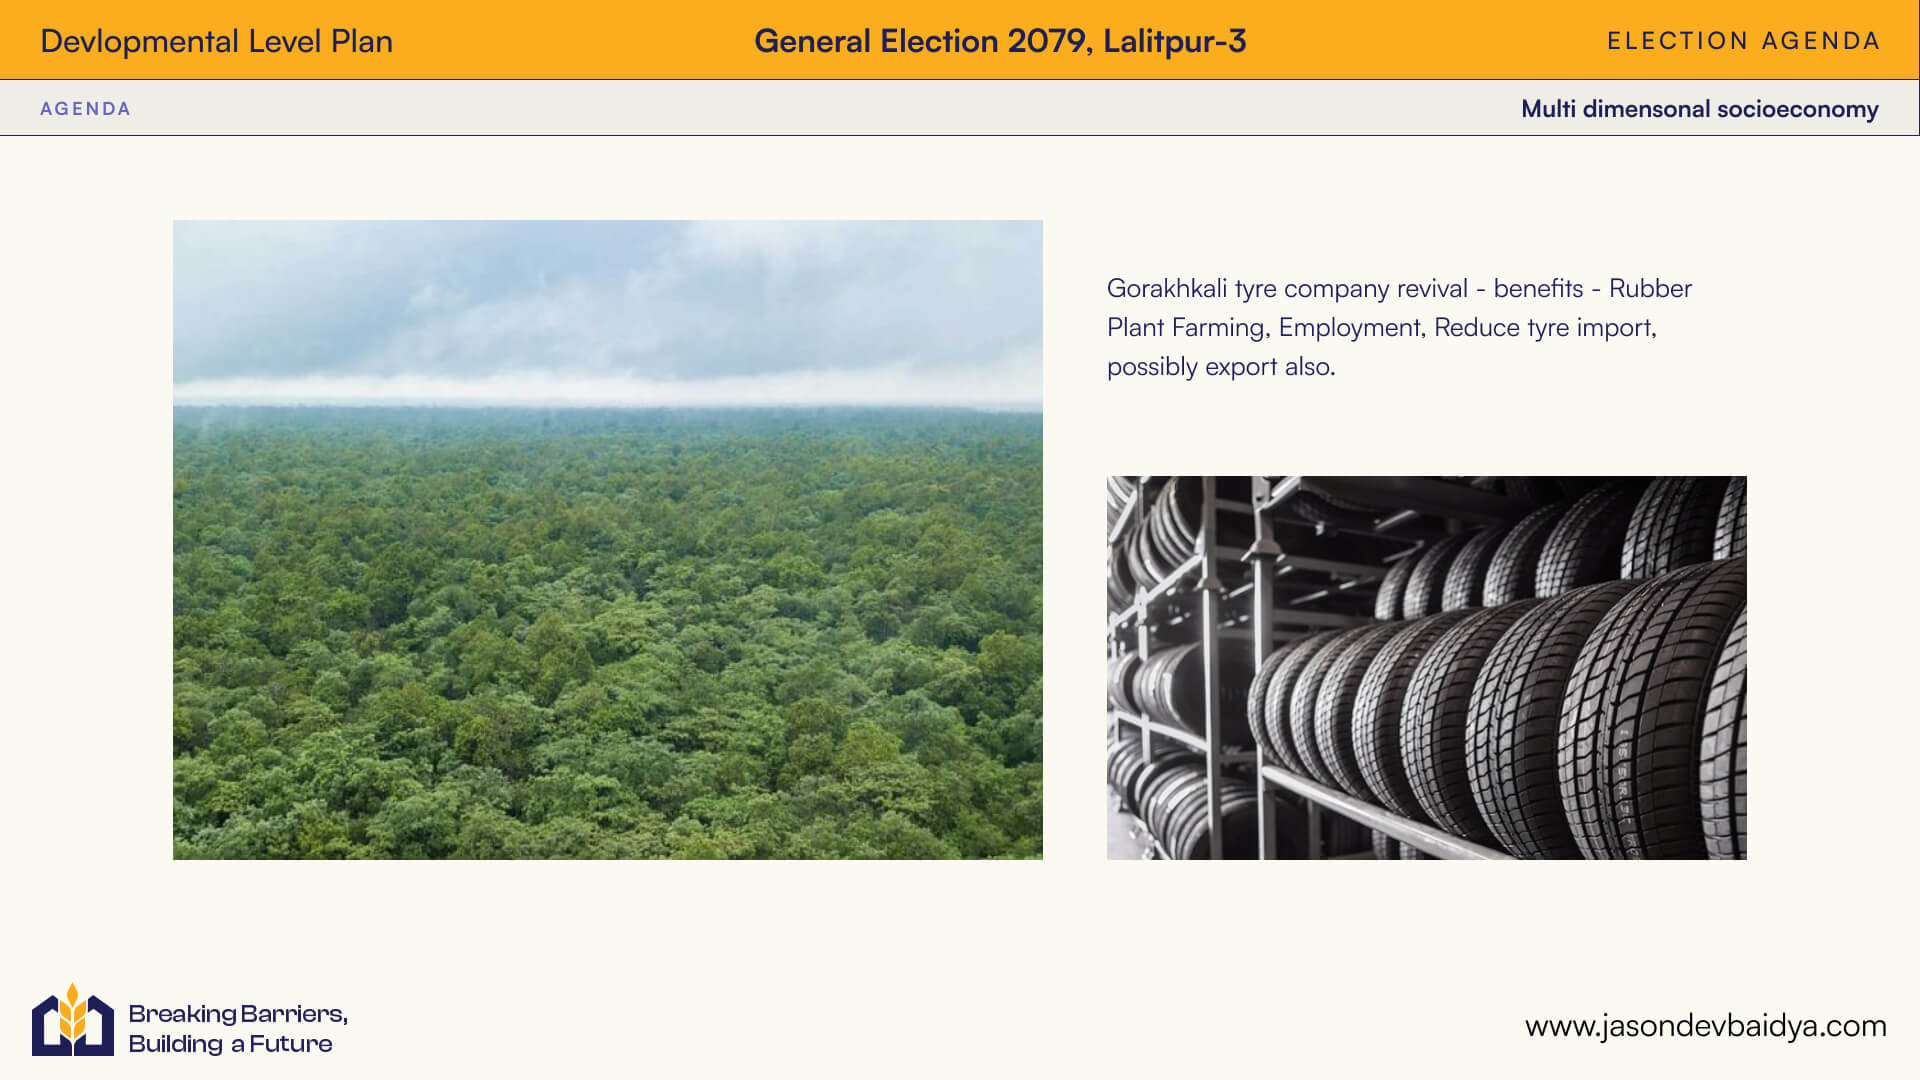 Devlopmental Level Plan
General Election 2079, Lalitpur-3
ELECTION AGENDA
AGENDA
Multi dimensonal socioeconomy
Gorakhkali tyre company revival - benefits - Rubber
Plant Farming, Employment, Reduce tyre import,
possibly export also.
Breaking Barriers,
Building a Future
www.jasondevbaidya.com